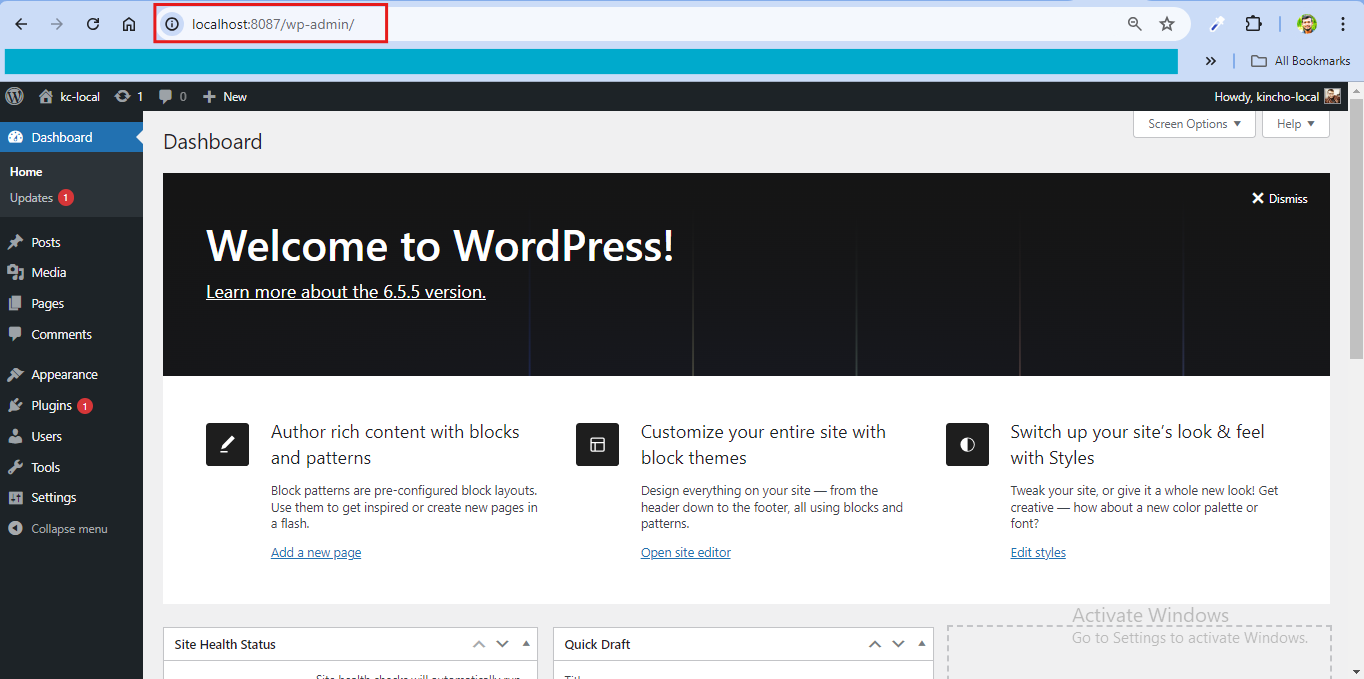 localhost:8087/wp-admin/
All Bookmarks
kc-local 1 0 New
Howdy, kincho-local
Dashboard
Home
Updates 1
Posts
Media
Pages
Comments
Appearance
Plugins 1
Users
Tools
Settings
Collapse menu
Dashboard
Screen Options
Help
Dismiss
Welcome to WordPress!
Learn more about the 6.5.5 version.
Author rich content with blocks
and patterns
Block patterns are pre-configured block layouts.
Use them to get inspired or create new pages in
a flash.
Add a new page
Customize your entire site with
block themes
Design everything on your site — from the
header down to the footer, all using blocks and
patterns.
Open site editor
Switch up your site’s look & feel
with Styles
Tweak your site, or give it a whole new look! Get
creative — how about a new color palette or
font?
Edit styles
Site Health Status
Site health checks will automatically run
Quick Draft
Title
Activate Windows
Go to Settings to activate Windows.